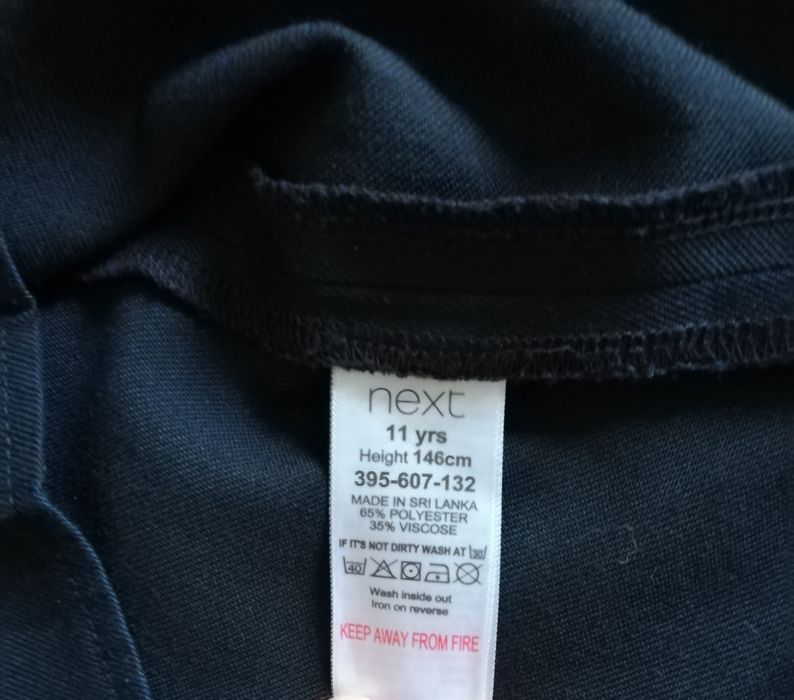 next
11 yrs
Height 146cm
395-607-132
MADE IN SRI LANKA
65% POLYESTER
35% VISCOSE
IF IT'S NOT DIRTY WASH AT 30
40
Wash inside out
Iron on reverse
KEEP AWAY FROM FIRE